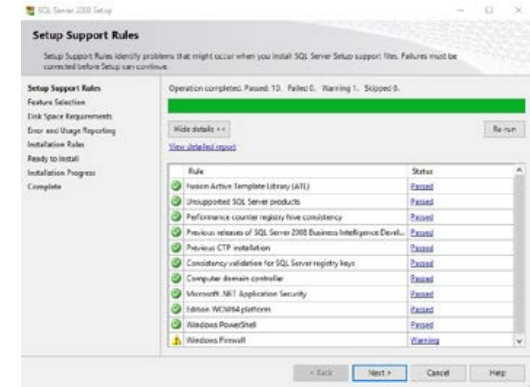 SQL Server 2008 Setup
Setup Support Rules
Setup Support Rules identify problems that might occur when you install SQL Server Setup support files. Failures must be
corrected before Setup can continue.
Setup Support Rules
Feature Selection
Disk Space Requirements
Error and Usage Reporting
Installation Rules
Ready to Install
Installation Progress
Complete
Operation completed. Passed: 10. Failed 0. Warning 1. Skipped 0.
Hide details <<
Re-run
View detailed report
Rule Status
Fusion Active Template Library (ATL) Passed
Unsupported SQL Server products Passed
Performance counter registry hive consistency Passed
Previous releases of SQL Server 2008 Business Intelligence Devel... Passed
Previous CTP installation Passed
Consistency validation for SQL Server registry keys Passed
Computer domain controller Passed
Microsoft .NET Application Security Passed
Edition WOW64 platform Passed
Windows PowerShell Passed
Windows Firewall Warning
< Back
Next >
Cancel
Help